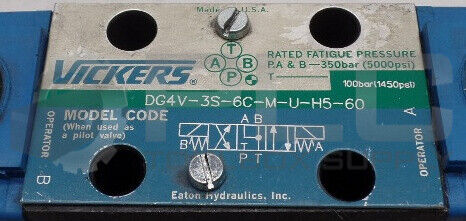 Made in U.S.A.
T
A B
P
RATED FATIGUE PRESSURE
P.A & B—350bar (5000psi)
T—100bar(1450psi)
VICKERS
DG4V-3S-6C-M-U-H5-60
MODEL CODE
(When used as
a pilot valve)
OPERATOR B
A OPERATOR
A B
B T A
P T
Eaton Hydraulics, Inc.